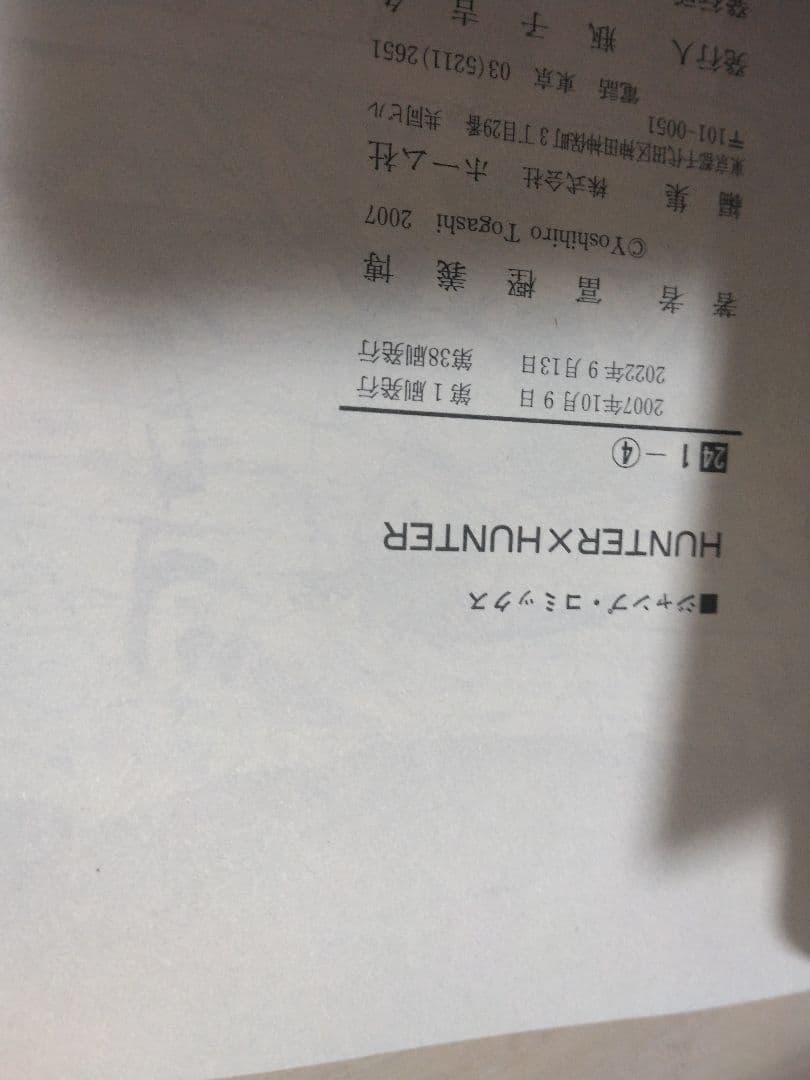 ■ジャンプ・コミックス
HUNTER×HUNTER
24 1－④
2007年10月9日 第1刷発行
2022年9月13日 第38刷発行
著者 冨樫義博
©Yoshihiro Togashi 2007
編集 株式会社 ホーム社
東京都千代田区神田神保町3丁目29番 共同ビル
〒101-0051
電話 東京 03(5211)2651
発行人 瓶子吉